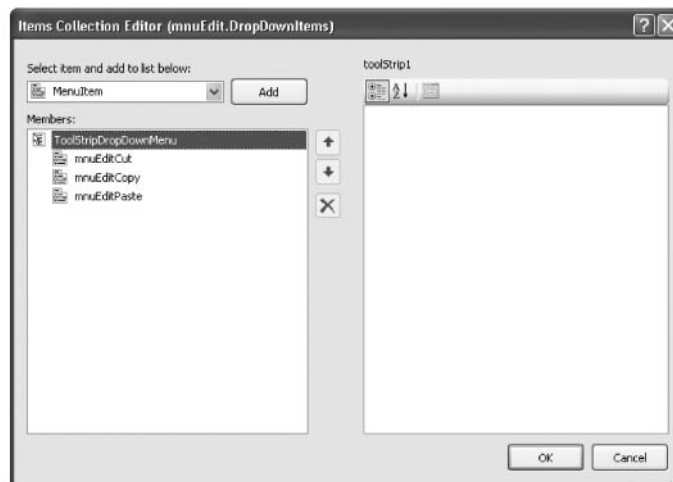 Items Collection Editor (mnuEdit.DropDownItems)
Select item and add to list below:
MenuItem
Add
Members:
ToolStripDropDownMenu
mnuEditCut
mnuEditCopy
mnuEditPaste
toolStrip1
OK
Cancel